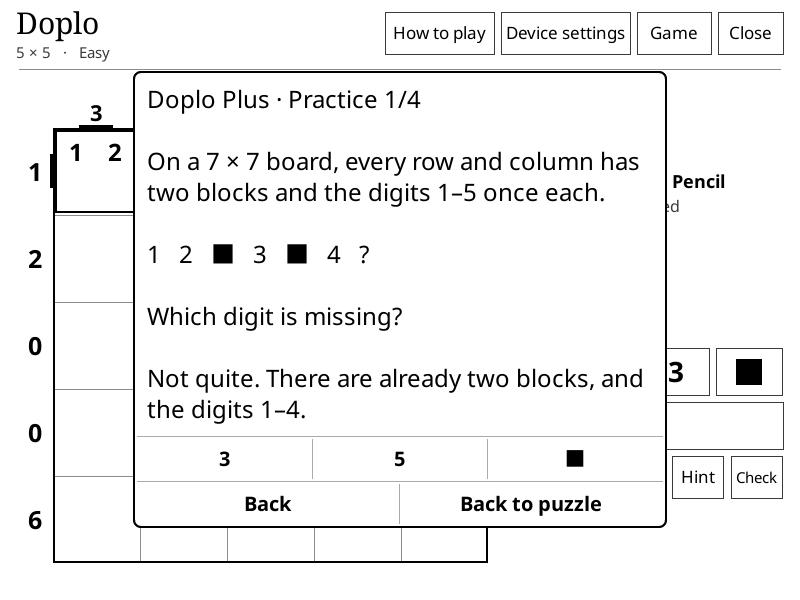 Doplo
5 × 5 · Easy
How to play
Device settings
Game
Close
3
1
1 2
2
0
0
6
Doplo Plus · Practice 1/4
On a 7 × 7 board, every row and column has
two blocks and the digits 1–5 once each.
1 2 ■ 3 ■ 4 ?
Which digit is missing?
Not quite. There are already two blocks, and
the digits 1–4.
3 5 ■
Back
Back to puzzle
Pencil
3 ■
Hint
Check